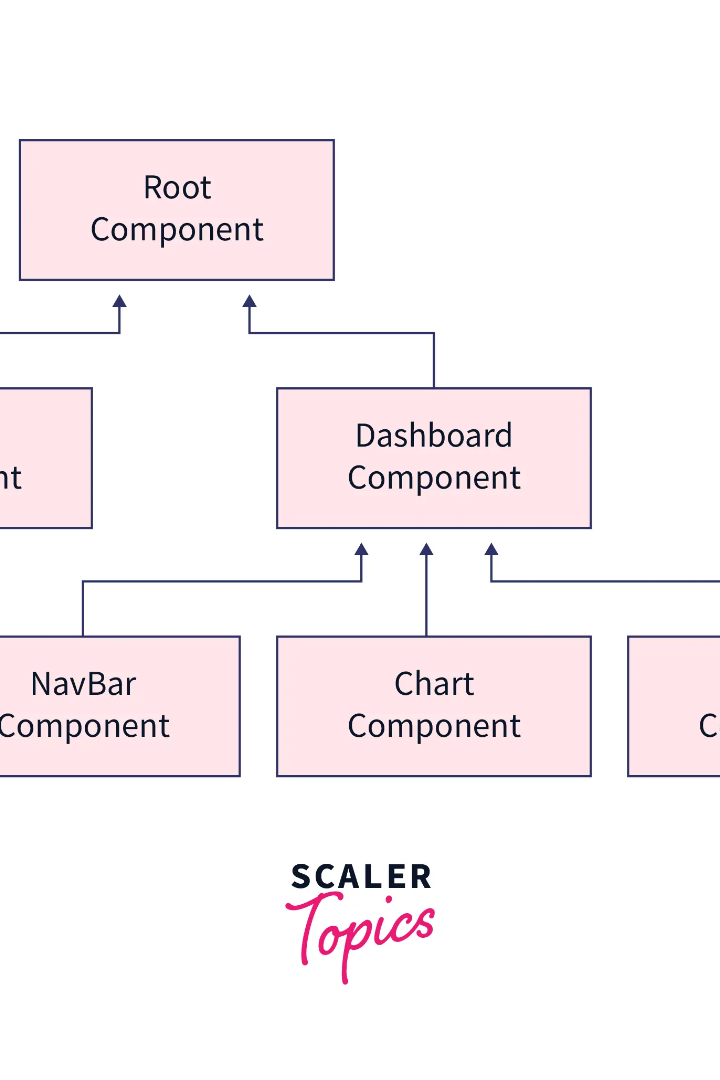 Root
Component
Dashboard
Component
NavBar
Component
Chart
Component
SCALER
Topics